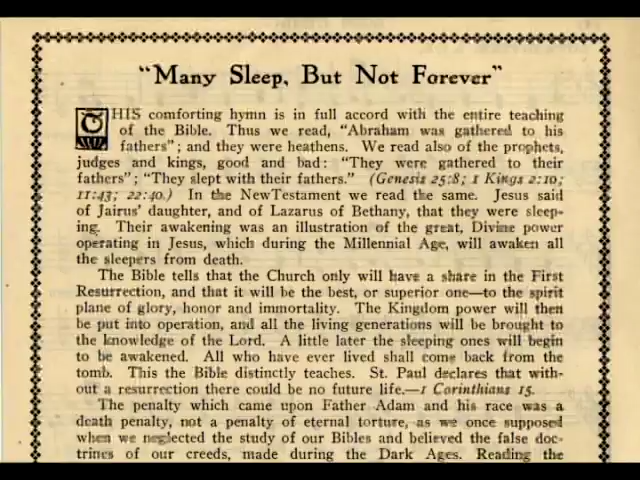 "Many Sleep, But Not Forever"
THIS comforting hymn is in full accord with the entire teaching
of the Bible. Thus we read, "Abraham was gathered to his
fathers"; and they were heathens. We read also of the prophets,
judges and kings, good and bad: "They were gathered to their
fathers"; "They slept with their fathers." (Genesis 25:8; 1 Kings 2:10;
11:43; 22:40.) In the NewTestament we read the same. Jesus said
of Jairus' daughter, and of Lazarus of Bethany, that they were sleep-
ing. Their awakening was an illustration of the great, Divine power
operating in Jesus, which during the Millennial Age, will awaken all
the sleepers from death.
The Bible tells that the Church only will have a share in the First
Resurrection, and that it will be the best, or superior one—to the spirit
plane of glory, honor and immortality. The Kingdom power will then
be put into operation, and all the living generations will be brought to
the knowledge of the Lord. A little later the sleeping ones will begin
to be awakened. All who have ever lived shall come back from the
tomb. This the Bible distinctly teaches. St. Paul declares that with-
out a resurrection there could be no future life.—1 Corinthians 15.
The penalty which came upon Father Adam and his race was a
death penalty, not a penalty of eternal torture, as we once supposed
when we neglected the study of our Bibles and believed the false doc-
trines of our creeds, made during the Dark Ages. Reading the